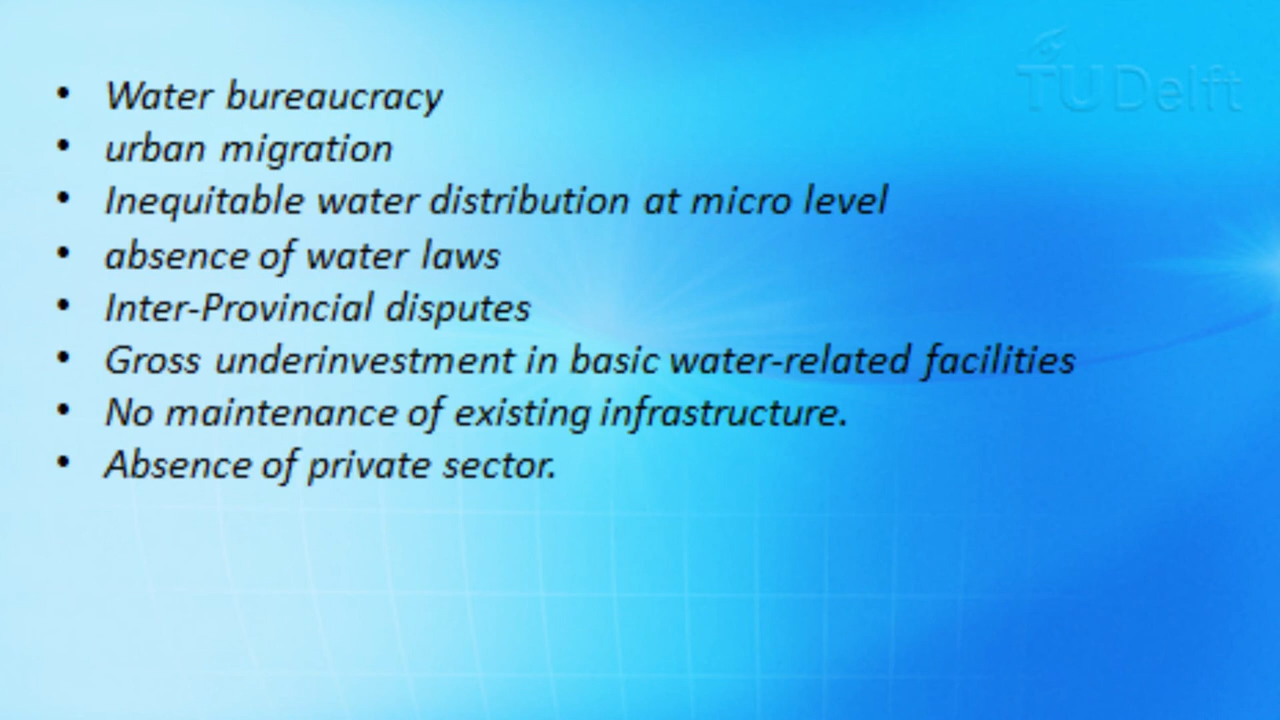 TU Delft
• Water bureaucracy
• urban migration
• Inequitable water distribution at micro level
• absence of water laws
• Inter-Provincial disputes
• Gross underinvestment in basic water-related facilities
• No maintenance of existing infrastructure.
• Absence of private sector.